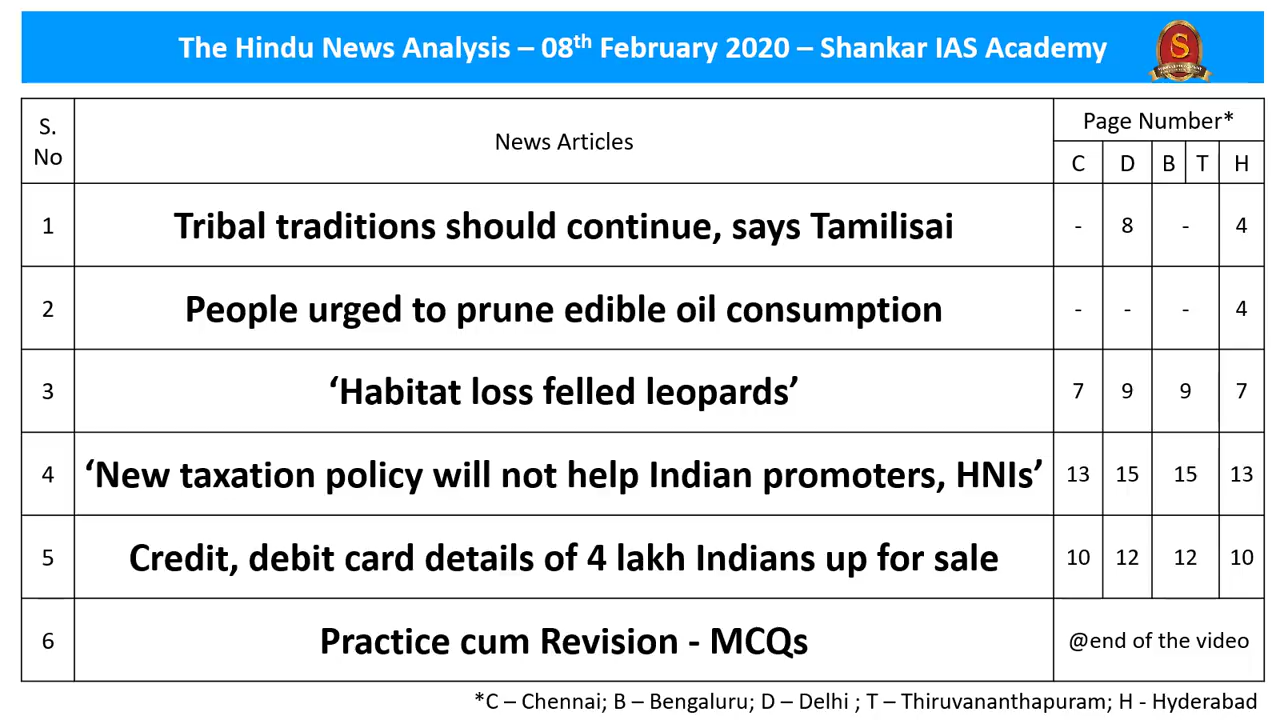 The Hindu News Analysis – 08th February 2020 – Shankar IAS Academy
S
S. No
News Articles
Page Number*
C D B T H
1 Tribal traditions should continue, says Tamilisai - 8 - 4
2 People urged to prune edible oil consumption - - - 4
3 ‘Habitat loss felled leopards’ 7 9 9 7
4 ‘New taxation policy will not help Indian promoters, HNIs’ 13 15 15 13
5 Credit, debit card details of 4 lakh Indians up for sale 10 12 12 10
6 Practice cum Revision - MCQs @end of the video
*C – Chennai; B – Bengaluru; D – Delhi ; T – Thiruvananthapuram; H - Hyderabad